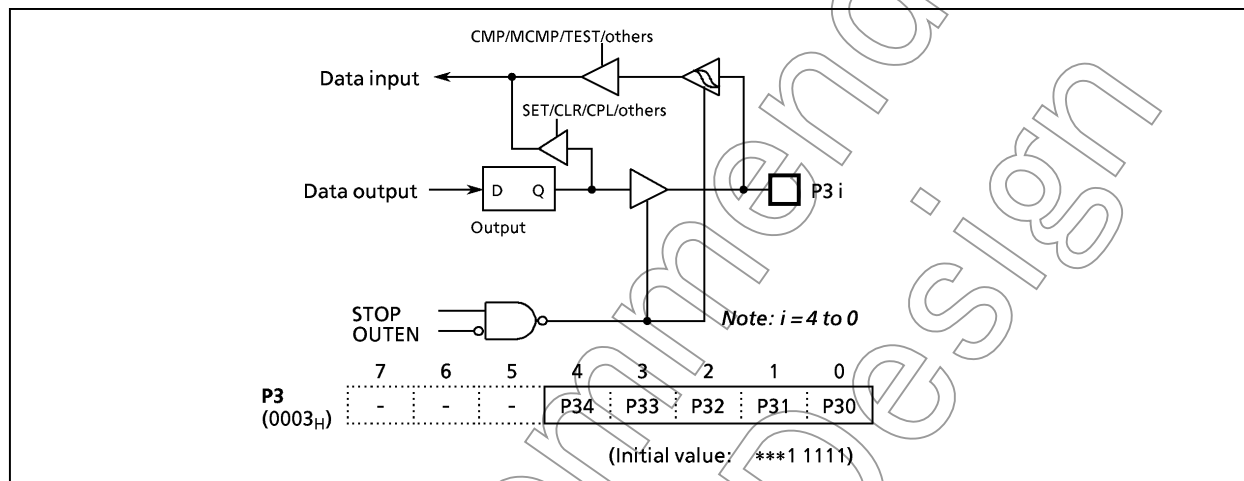 CMP/MCMP/TEST/others
Data input
SET/CLR/CPL/others
Data output
D Q
P3 i
Output
STOP
OUTEN
Note: i = 4 to 0
7 6 5 4 3 2 1 0
P3
(0003H)
- - - P34 P33 P32 P31 P30
(Initial value: ***1 1111)
mmend
Design